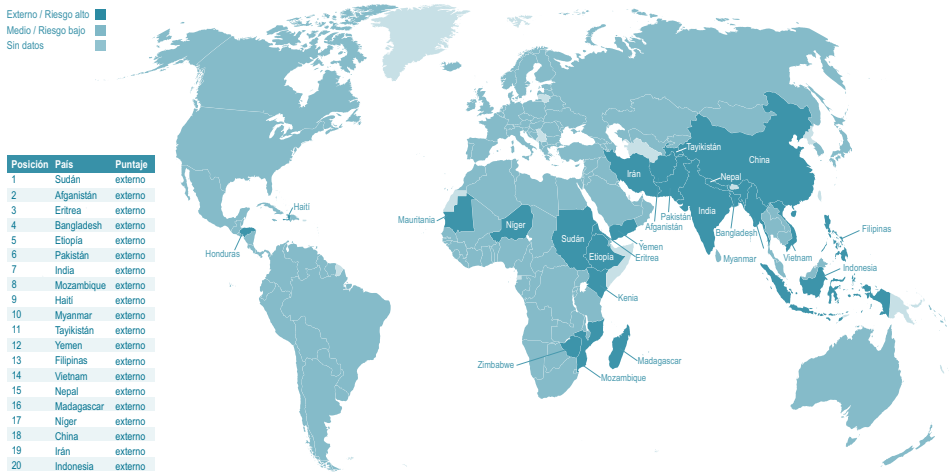 Externo / Riesgo alto
Medio / Riesgo bajo
Sin datos
Posición País Puntaje
1 Sudán externo
2 Afganistán externo
3 Eritrea externo
4 Bangladesh externo
5 Etiopía externo
6 Pakistán externo
7 India externo
8 Mozambique externo
9 Haití externo
10 Myanmar externo
11 Tayikistán externo
12 Yemen externo
13 Filipinas externo
14 Vietnam externo
15 Nepal externo
16 Madagascar externo
17 Níger externo
18 China externo
19 Irán externo
20 Indonesia externo
Haití
Honduras
Mauritania
Níger
Sudán
Etiopía
Yemen
Eritrea
Kenia
Zimbabwe
Madagascar
Mozambique
Irán
Tayikistán
China
Nepal
India
Pakistán
Afganistán
Bangladesh
Myanmar
Vietnam
Filipinas
Indonesia